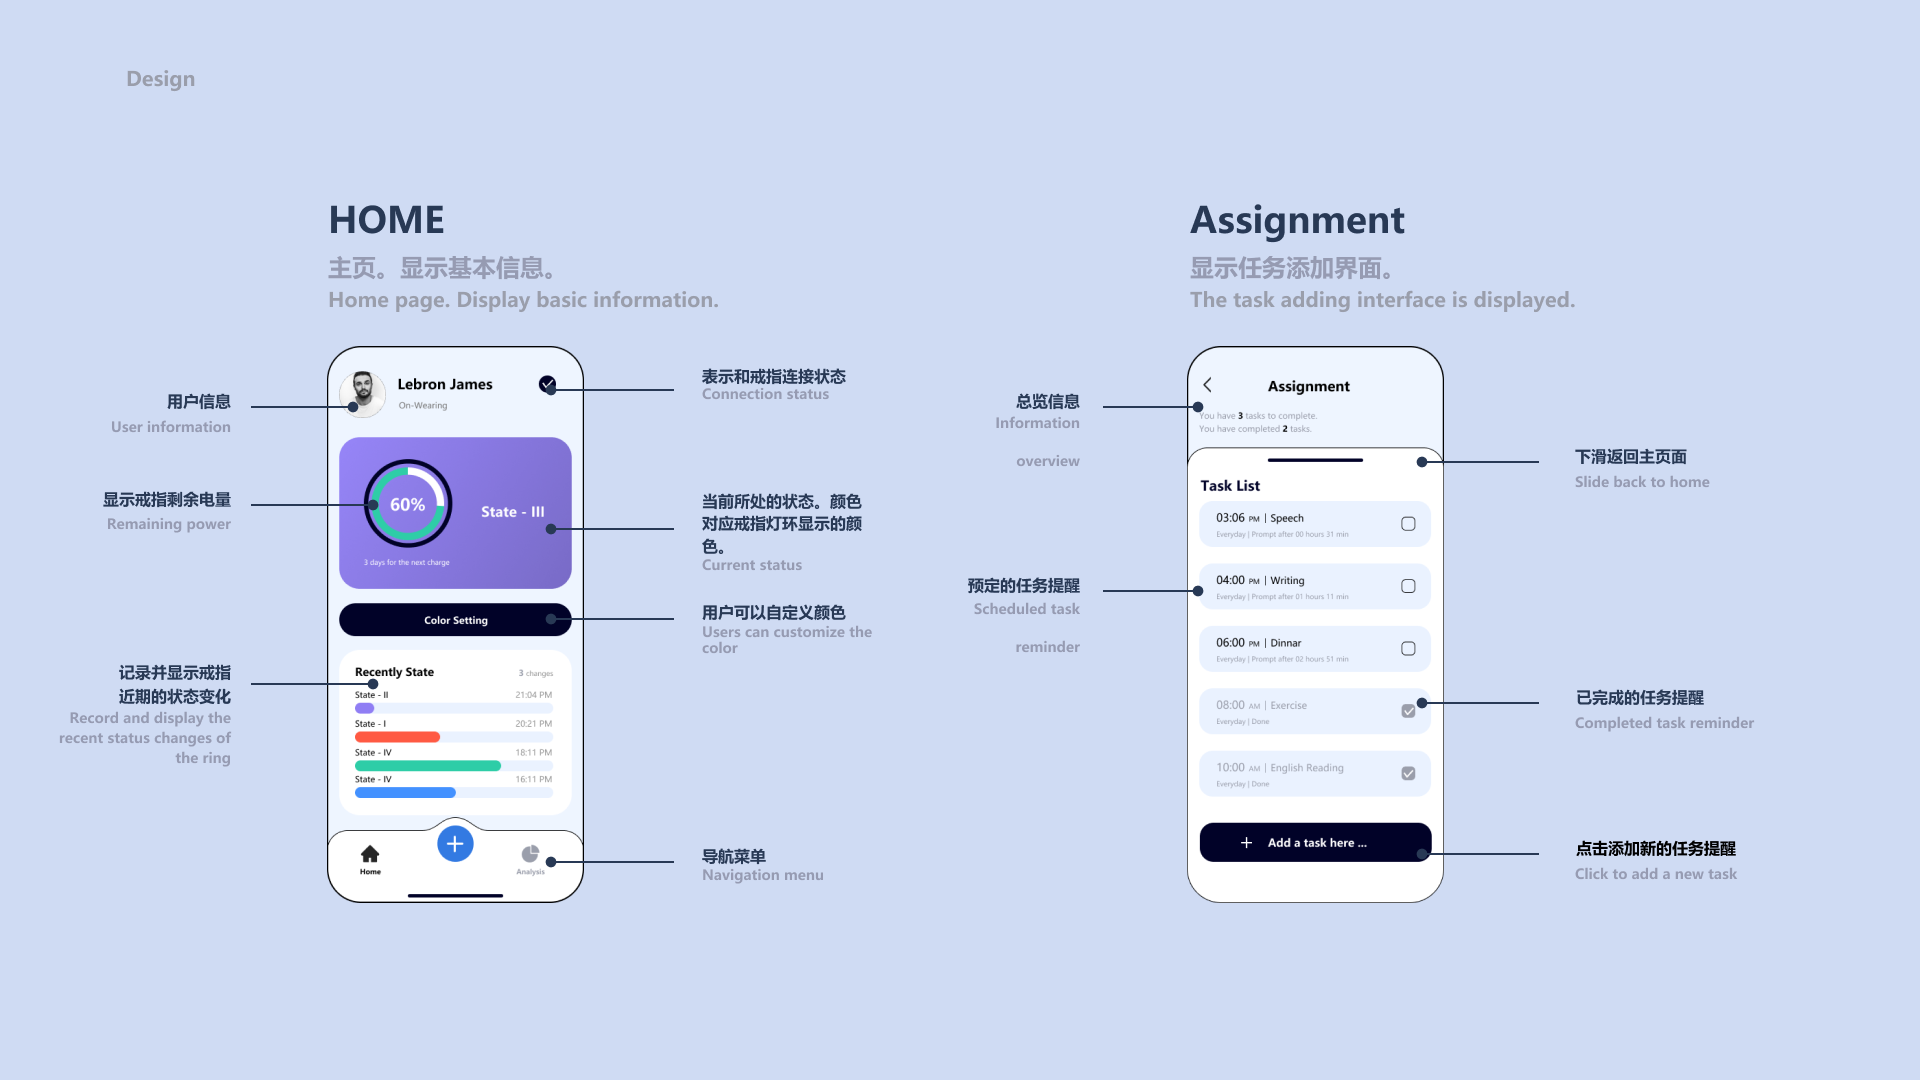 Design
HOME
主页。显示基本信息。
Home page. Display basic information.
用户信息
User information
显示戒指剩余电量
Remaining power
记录并显示戒指
近期的状态变化
Record and display the
recent status changes of
the ring
Lebron James
On-Wearing
60%
State - III
3 days for the next charge
Color Setting
Recently State
3 changes
State - II
21:04 PM
State - I
20:21 PM
State - IV
18:11 PM
State - IV
16:11 PM
Home
Analysis
表示和戒指连接状态
Connection status
当前所处的状态。颜色
对应戒指灯环显示的颜
色。
Current status
用户可以自定义颜色
Users can customize the
color
导航菜单
Navigation menu
Assignment
显示任务添加界面。
The task adding interface is displayed.
总览信息
Information
overview
预定的任务提醒
Scheduled task
reminder
Assignment
You have 3 tasks to complete.
You have completed 2 tasks.
Task List
03:06 PM | Speech
Everyday | Prompt after 00 hours 31 min
04:00 PM | Writing
Everyday | Prompt after 01 hours 11 min
06:00 PM | Dinnar
Everyday | Prompt after 02 hours 51 min
08:00 AM | Exercise
Everyday | Done
10:00 AM | English Reading
Everyday | Done
Add a task here ...
下滑返回主页面
Slide back to home
已完成的任务提醒
Completed task reminder
点击添加新的任务提醒
Click to add a new task